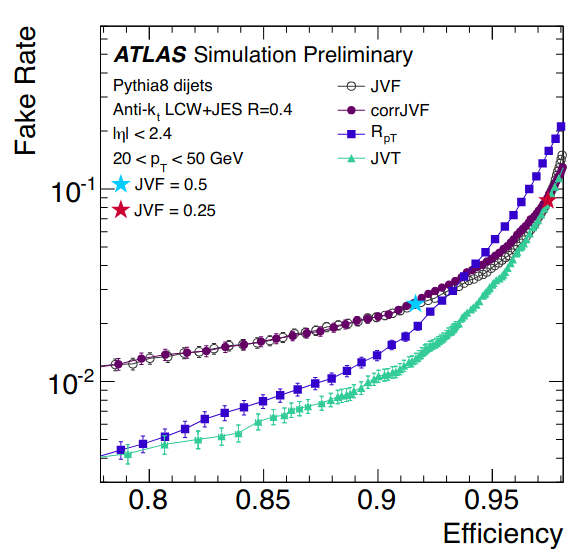 Fake Rate
ATLAS Simulation Preliminary
Pythia8 dijets
Anti-kt LCW+JES R=0.4
|η| < 2.4
20 < pT < 50 GeV
JVF = 0.5
JVF = 0.25
JVF
corrJVF
RpT
JVT
10⁻¹
10⁻²
0.8 0.85 0.9 0.95
Efficiency